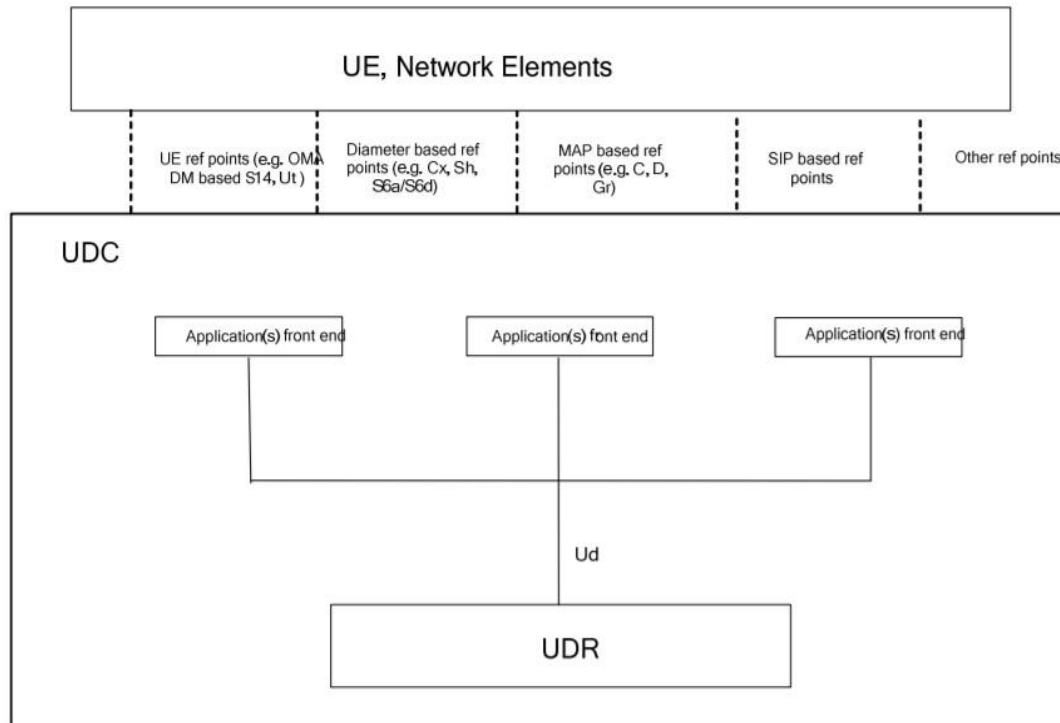 UE, Network Elements
UE ref points (e.g. OMA
DM based S14, Ut )
Diameter based ref
points (e.g. Cx, Sh,
S6a/S6d)
MAP based ref
points (e.g. C, D,
Gr)
SIP based ref
points
Other ref points
UDC
Application(s) front end
Application(s) front end
Application(s) front end
Ud
UDR